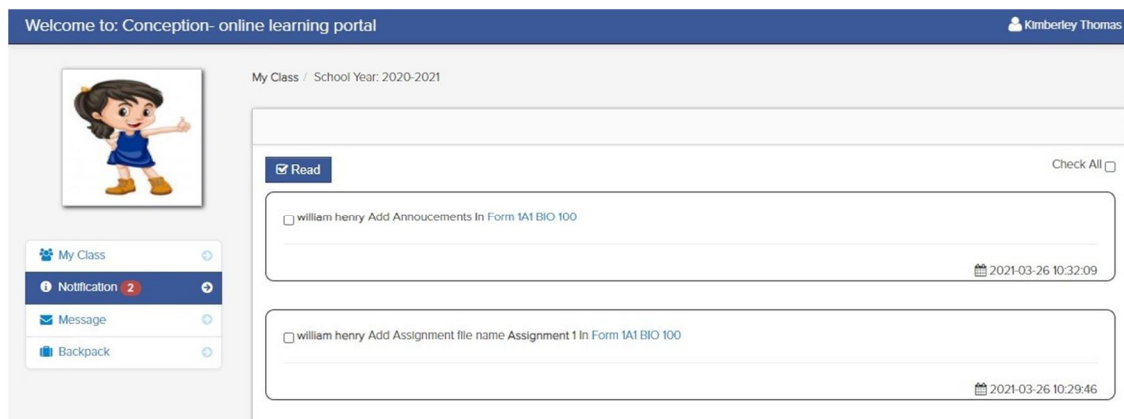 Welcome to: Conception- online learning portal
Kimberley Thomas
My Class / School Year: 2020-2021
Read
Check All
william henry Add Annoucements In Form 1A1 BIO 100
2021-03-26 10:32:09
william henry Add Assignment file name Assignment 1 In Form 1A1 BIO 100
2021-03-26 10:29:46
My Class
Notification 2
Message
Backpack